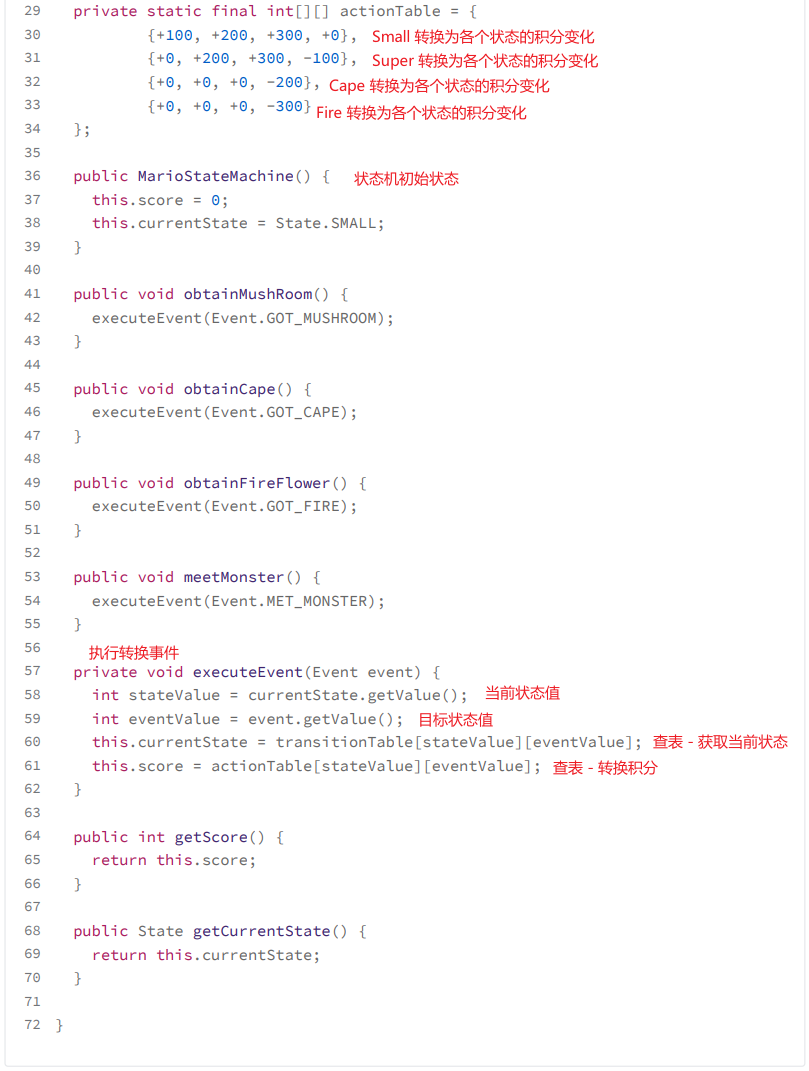 29 private static final int[][] actionTable = {
30 {+100, +200, +300, +0}, Small 转换为各个状态的积分变化
31 {+0, +200, +300, -100}, Super 转换为各个状态的积分变化
32 {+0, +0, +0, -200}, Cape 转换为各个状态的积分变化
33 {+0, +0, +0, -300} Fire 转换为各个状态的积分变化
34 };
35
36 public MarioStateMachine() { 状态机初始状态
37 this.score = 0;
38 this.currentState = State.SMALL;
39 }
40
41 public void obtainMushRoom() {
42 executeEvent(Event.GOT_MUSHROOM);
43 }
44
45 public void obtainCape() {
46 executeEvent(Event.GOT_CAPE);
47 }
48
49 public void obtainFireFlower() {
50 executeEvent(Event.GOT_FIRE);
51 }
52
53 public void meetMonster() {
54 executeEvent(Event.MET_MONSTER);
55 }
56 执行转换事件
57 private void executeEvent(Event event) {
58 int stateValue = currentState.getValue(); 当前状态值
59 int eventValue = event.getValue(); 目标状态值
60 this.currentState = transitionTable[stateValue][eventValue]; 查表 - 获取当前状态
61 this.score = actionTable[stateValue][eventValue]; 查表 - 转换积分
62 }
63
64 public int getScore() {
65 return this.score;
66 }
67
68 public State getCurrentState() {
69 return this.currentState;
70 }
71
72 }